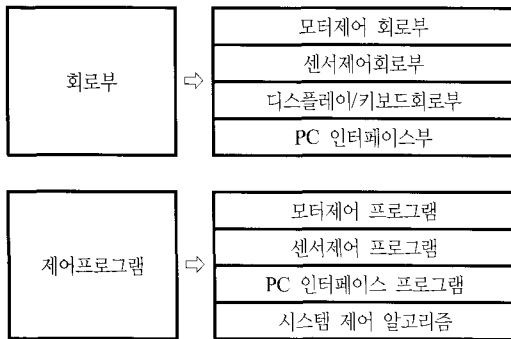 회로부
모터제어 회로부
센서제어회로부
디스플레이/키보드회로부
PC 인터페이스부
제어프로그램
모터제어 프로그램
센서제어 프로그램
PC 인터페이스 프로그램
시스템 제어 알고리즘